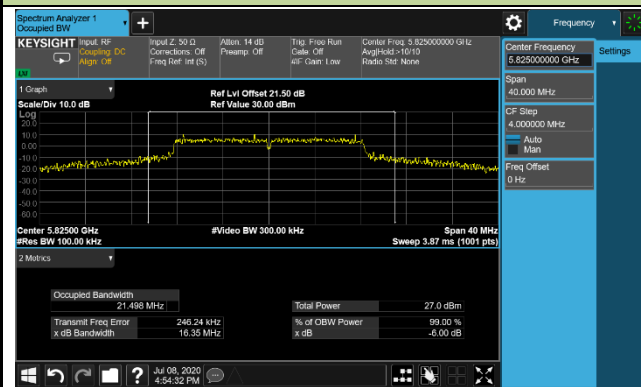 Spectrum Analyzer 1
Occupied BW
Frequency
KEYSIGHT
Input: RF
Coupling: DC
Align: Off
Input Z: 50 Ω
Corrections: Off
Freq Ref: Int (S)
Atten: 14 dB
Preamp: Off
Trig: Free Run
Gate: Off
#IF Gain: Low
Center Freq: 5.825000000 GHz
Avg|Hold:>10/10
Radio Std: None
LXI
1 Graph
Scale/Div 10.0 dB
Ref Lvl Offset 21.50 dB
Ref Value 30.00 dBm
Log
20.0
10.0
0.00
-10.0
-20.0
-30.0
-40.0
-50.0
-60.0
Center 5.82500 GHz
#Res BW 100.00 kHz
#Video BW 300.00 kHz
Span 40 MHz
Sweep 3.87 ms (1001 pts)
2 Metrics
Occupied Bandwidth
21.498 MHz
Total Power 27.0 dBm
Transmit Freq Error 246.24 kHz
% of OBW Power 99.00 %
x dB Bandwidth 16.35 MHz
x dB -6.00 dB
Center Frequency
5.825000000 GHz
Settings
Span
40.000 MHz
CF Step
4.000000 MHz
Auto
Man
Freq Offset
0 Hz
?
Jul 08, 2020
4:54:32 PM